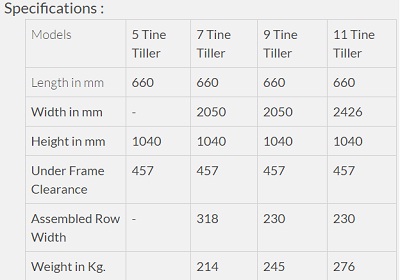 Specifications :
Models 5 Tine Tiller 7 Tine Tiller 9 Tine Tiller 11 Tine Tiller
Length in mm 660 660 660 660
Width in mm - 2050 2050 2426
Height in mm 1040 1040 1040 1040
Under Frame Clearance 457 457 457 457
Assembled Row Width - 318 230 230
Weight in Kg. 214 245 276